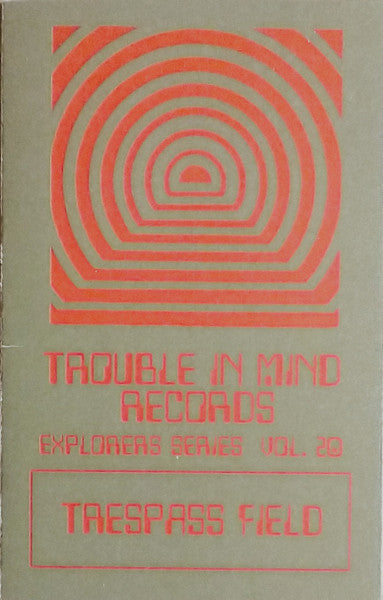 TROUBLE IN MIND
RECORDS
EXPLORERS SERIES VOL. 20
TRESPASS FIELD